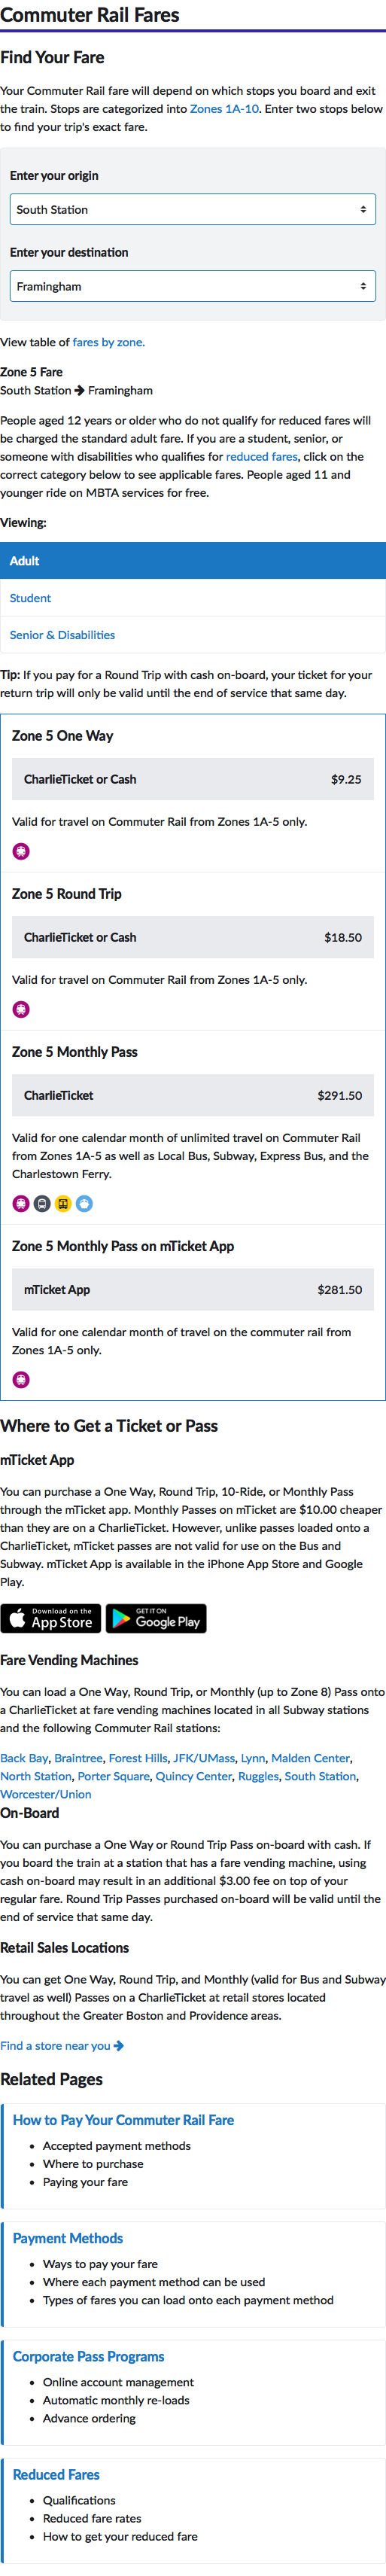 Commuter Rail Fares
Find Your Fare
Your Commuter Rail fare will depend on which stops you board and exit
the train. Stops are categorized into Zones 1A-10. Enter two stops below
to find your trip's exact fare.
Enter your origin
South Station
Enter your destination
Framingham
View table of fares by zone.
Zone 5 Fare
South Station → Framingham
People aged 12 years or older who do not qualify for reduced fares will
be charged the standard adult fare. If you are a student, senior, or
someone with disabilities who qualifies for reduced fares, click on the
correct category below to see applicable fares. People aged 11 and
younger ride on MBTA services for free.
Viewing:
Adult
Student
Senior & Disabilities
Tip: If you pay for a Round Trip with cash on-board, your ticket for your
return trip will only be valid until the end of service that same day.
Zone 5 One Way
CharlieTicket or Cash $9.25
Valid for travel on Commuter Rail from Zones 1A-5 only.
Zone 5 Round Trip
CharlieTicket or Cash $18.50
Valid for travel on Commuter Rail from Zones 1A-5 only.
Zone 5 Monthly Pass
CharlieTicket $291.50
Valid for one calendar month of unlimited travel on Commuter Rail
from Zones 1A-5 as well as Local Bus, Subway, Express Bus, and the
Charlestown Ferry.
Zone 5 Monthly Pass on mTicket App
mTicket App $281.50
Valid for one calendar month of travel on the commuter rail from
Zones 1A-5 only.
Where to Get a Ticket or Pass
mTicket App
You can purchase a One Way, Round Trip, 10-Ride, or Monthly Pass
through the mTicket app. Monthly Passes on mTicket are $10.00 cheaper
than they are on a CharlieTicket. However, unlike passes loaded onto a
CharlieTicket, mTicket passes are not valid for use on the Bus and
Subway. mTicket App is available in the iPhone App Store and Google
Play.
Download on the
App Store
GET IT ON
Google Play
Fare Vending Machines
You can load a One Way, Round Trip, or Monthly (up to Zone 8) Pass onto
a CharlieTicket at fare vending machines located in all Subway stations
and the following Commuter Rail stations:
Back Bay, Braintree, Forest Hills, JFK/UMass, Lynn, Malden Center,
North Station, Porter Square, Quincy Center, Ruggles, South Station,
Worcester/Union
On-Board
You can purchase a One Way or Round Trip Pass on-board with cash. If
you board the train at a station that has a fare vending machine, using
cash on-board may result in an additional $3.00 fee on top of your
regular fare. Round Trip Passes purchased on-board will be valid until the
end of service that same day.
Retail Sales Locations
You can get One Way, Round Trip, and Monthly (valid for Bus and Subway
travel as well) Passes on a CharlieTicket at retail stores located
throughout the Greater Boston and Providence areas.
Find a store near you →
Related Pages
How to Pay Your Commuter Rail Fare
• Accepted payment methods
• Where to purchase
• Paying your fare
Payment Methods
• Ways to pay your fare
• Where each payment method can be used
• Types of fares you can load onto each payment method
Corporate Pass Programs
• Online account management
• Automatic monthly re-loads
• Advance ordering
Reduced Fares
• Qualifications
• Reduced fare rates
• How to get your reduced fare